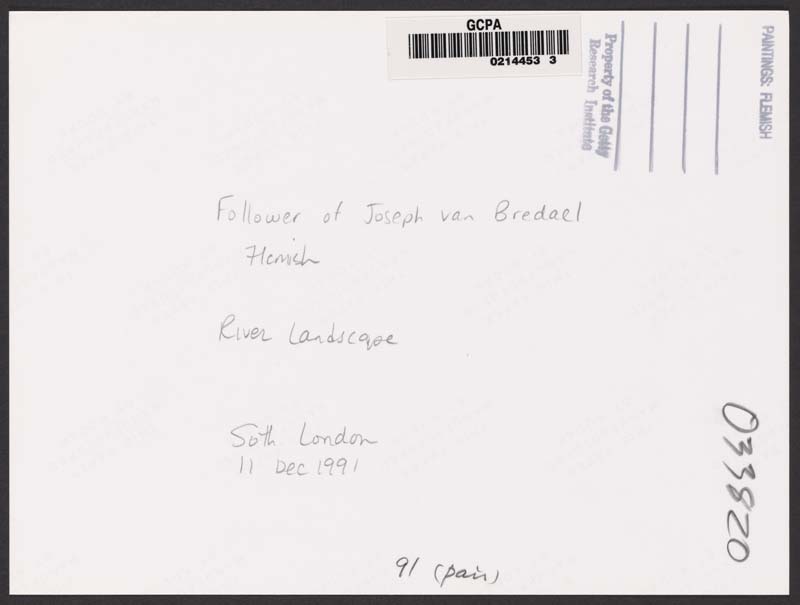 GCPA
0214453 3
Property of the Getty
Research Institute
PAINTINGS: FLEMISH
Follower of Joseph van Bredael
Flemish
River Landscape
Soth London
11 Dec 1991
033820
91 (pair)